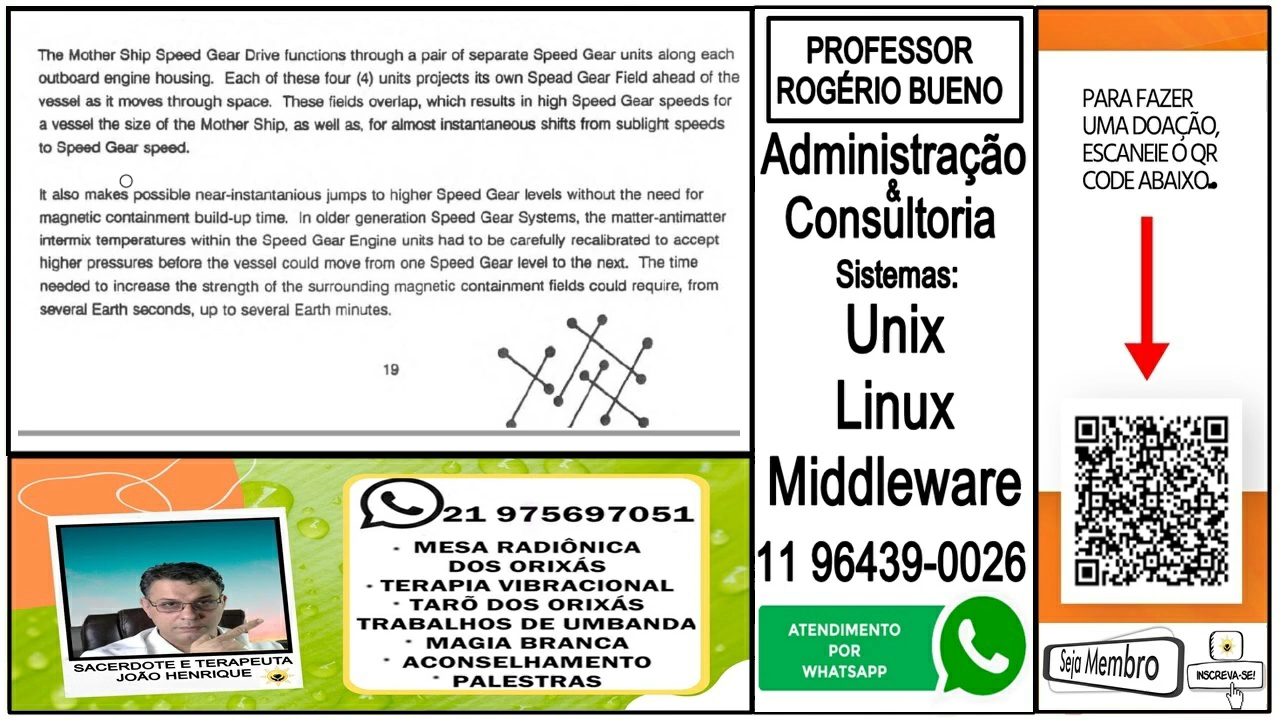 The Mother Ship Speed Gear Drive functions through a pair of separate Speed Gear units along each
outboard engine housing. Each of these four (4) units projects its own Spead Gear Field ahead of the
vessel as it moves through space. These fields overlap, which results in high Speed Gear speeds for
a vessel the size of the Mother Ship, as well as, for almost instantaneous shifts from sublight speeds
to Speed Gear speed.
It also makes possible near-instantanious jumps to higher Speed Gear levels without the need for
magnetic containment build-up time. In older generation Speed Gear Systems, the matter-antimatter
intermix temperatures within the Speed Gear Engine units had to be carefully recalibrated to accept
higher pressures before the vessel could move from one Speed Gear level to the next. The time
needed to increase the strength of the surrounding magnetic containment fields could require, from
several Earth seconds, up to several Earth minutes.
19
SACERDOTE E TERAPEUTA
JOÃO HENRIQUE
21 975697051
· MESA RADIÔNICA
DOS ORIXÁS
· TERAPIA VIBRACIONAL
· TARÕ DOS ORIXÁS
TRABALHOS DE UMBANDA
· MAGIA BRANCA
· ACONSELHAMENTO
· PALESTRAS
PROFESSOR
ROGÉRIO BUENO
Administração
&
Consultoria
Sistemas:
Unix
Linux
Middleware
11 96439-0026
ATENDIMENTO
POR
WHATSAPP
PARA FAZER
UMA DOAÇÃO,
ESCANEIE O QR
CODE ABAIXO..
Seja Membro
INSCREVA-SE!